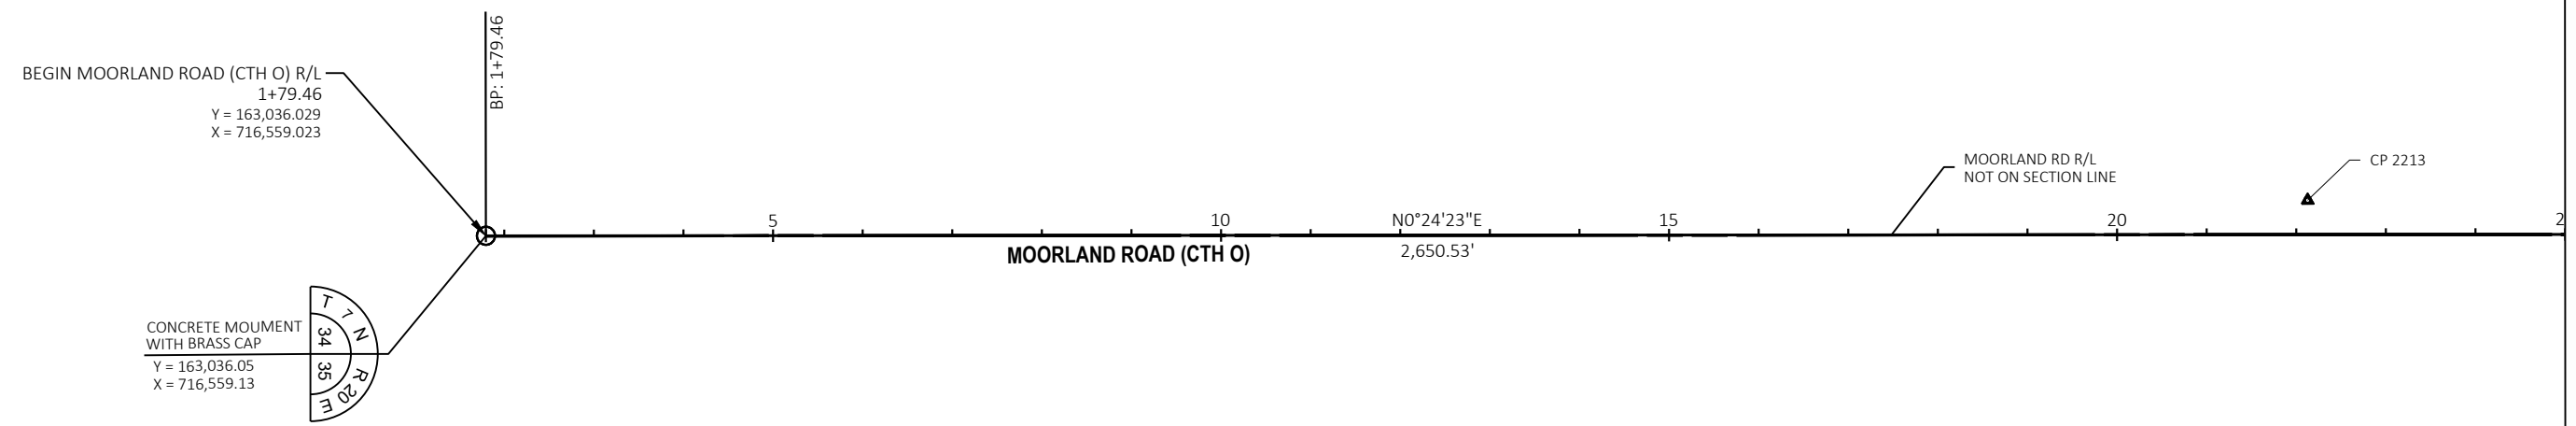 BP: 1+79.46
BEGIN MOORLAND ROAD (CTH O) R/L
1+79.46
Y = 163,036.029
X = 716,559.023
MOORLAND RD R/L
NOT ON SECTION LINE
CP 2213
5
10
N0°24'23"E
15
20
2
MOORLAND ROAD (CTH O)
2,650.53'
CONCRETE MOUMENT
WITH BRASS CAP
Y = 163,036.05
X = 716,559.13
T 7 N
34
35
R 20 E